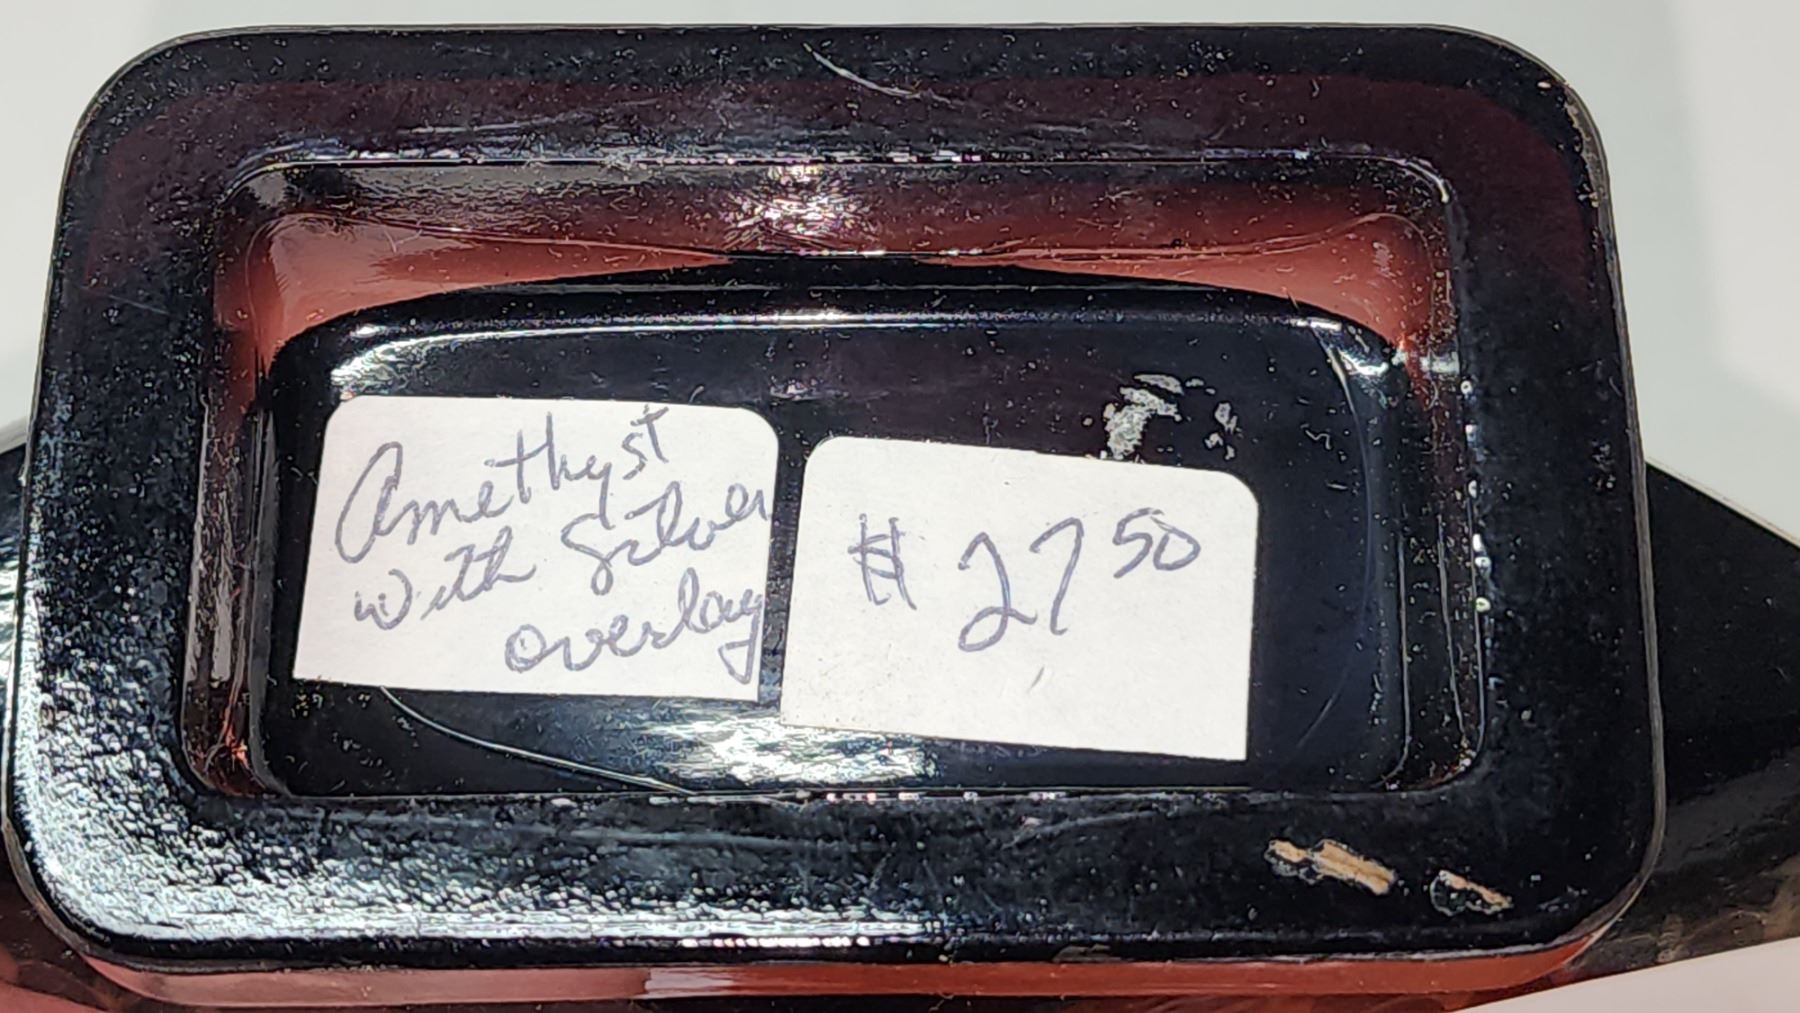 Amethyst
with Silver
overlay
$ 27 50